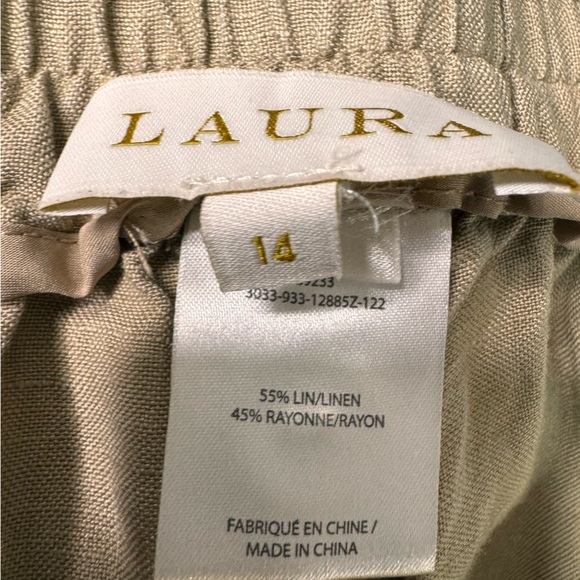 LAURA
14
3033-933-12885Z-122
55% LIN/LINEN
45% RAYONNE/RAYON
FABRIQUÉ EN CHINE /
MADE IN CHINA